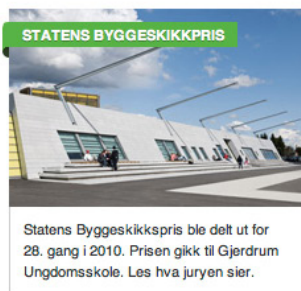 STATENS BYGGESKIKKPRIS
Statens Byggeskikkspris ble delt ut for
28. gang i 2010. Prisen gikk til Gjerdrum
Ungdomsskole. Les hva juryen sier.